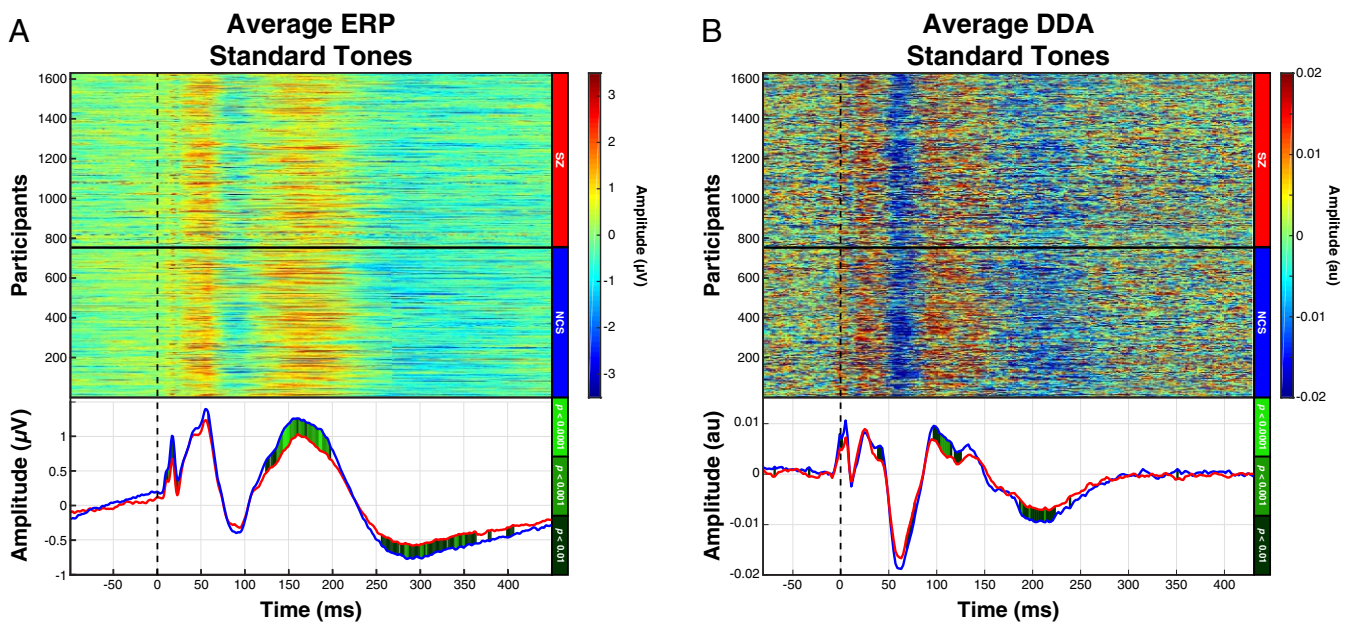 A
Average ERP
Standard Tones
Participants
1600
1400
1200
1000
800
600
400
200
SZ
NCS
3
2
1
0
-1
-2
-3
Amplitude (µV)
Amplitude (µV)
1
0.5
0
-0.5
-1
p < 0.0001
p < 0.001
p < 0.01
-50 0 50 100 150 200 250 300 350 400
Time (ms)
B
Average DDA
Standard Tones
Participants
1600
1400
1200
1000
800
600
400
200
SZ
NCS
0.02
0.01
0
-0.01
-0.02
Amplitude (au)
Amplitude (au)
0.01
0
-0.01
-0.02
p < 0.0001
p < 0.001
p < 0.01
-50 0 50 100 150 200 250 300 350 400
Time (ms)